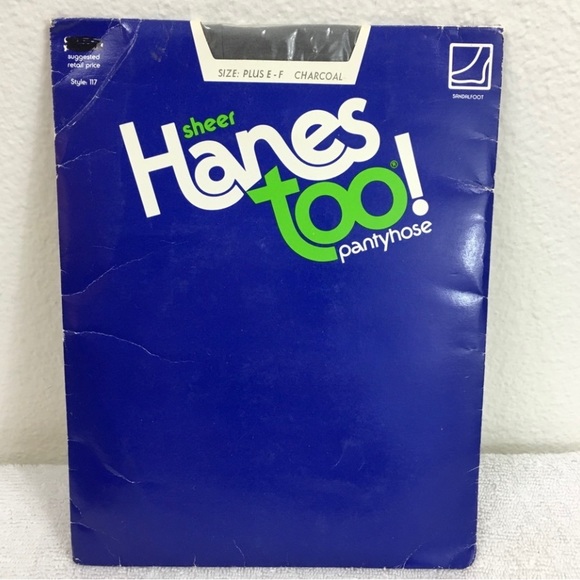 suggested
retail price
Style: 117
SIZE: PLUS E-F CHARCOAL
SANDALFOOT
sheer
Hanes
too!®
pantyhose